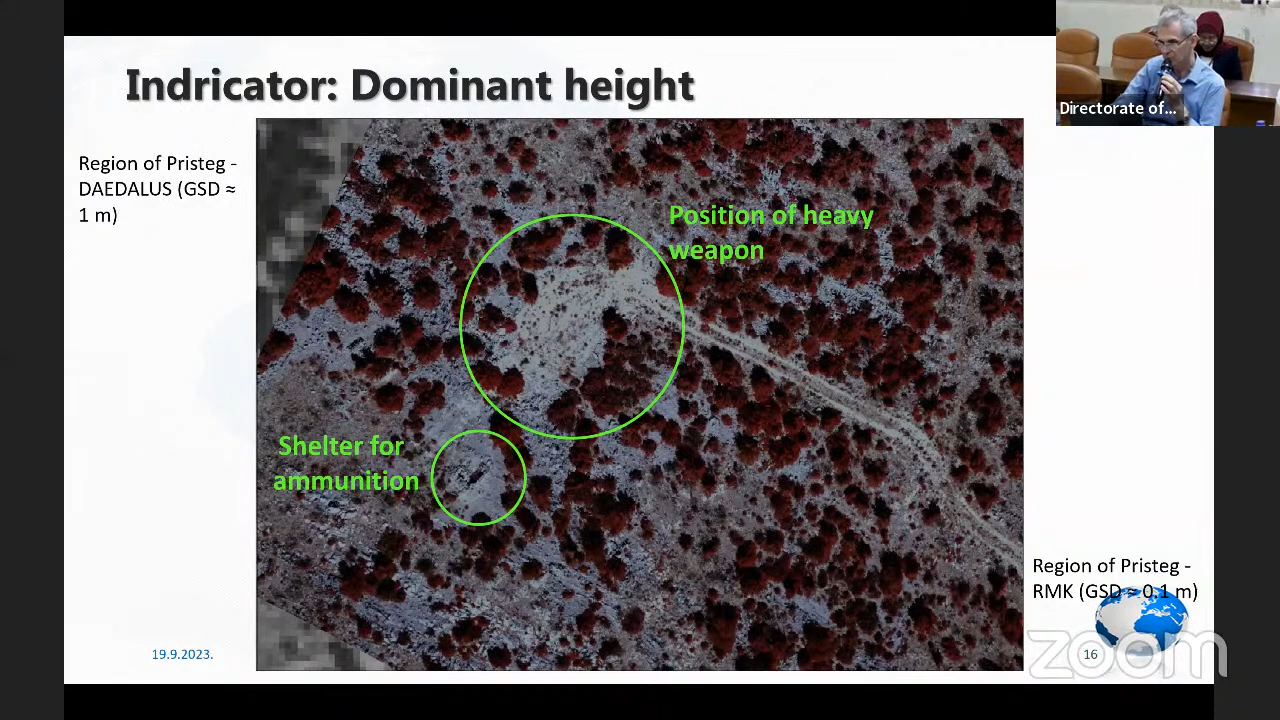 Indricator: Dominant height
Directorate of...
Region of Pristeg -
DAEDALUS (GSD ≈
1 m)
Position of heavy
weapon
Shelter for
ammunition
Region of Pristeg -
RMK (GSD ≈ 0.1 m)
19.9.2023.
16
zoom